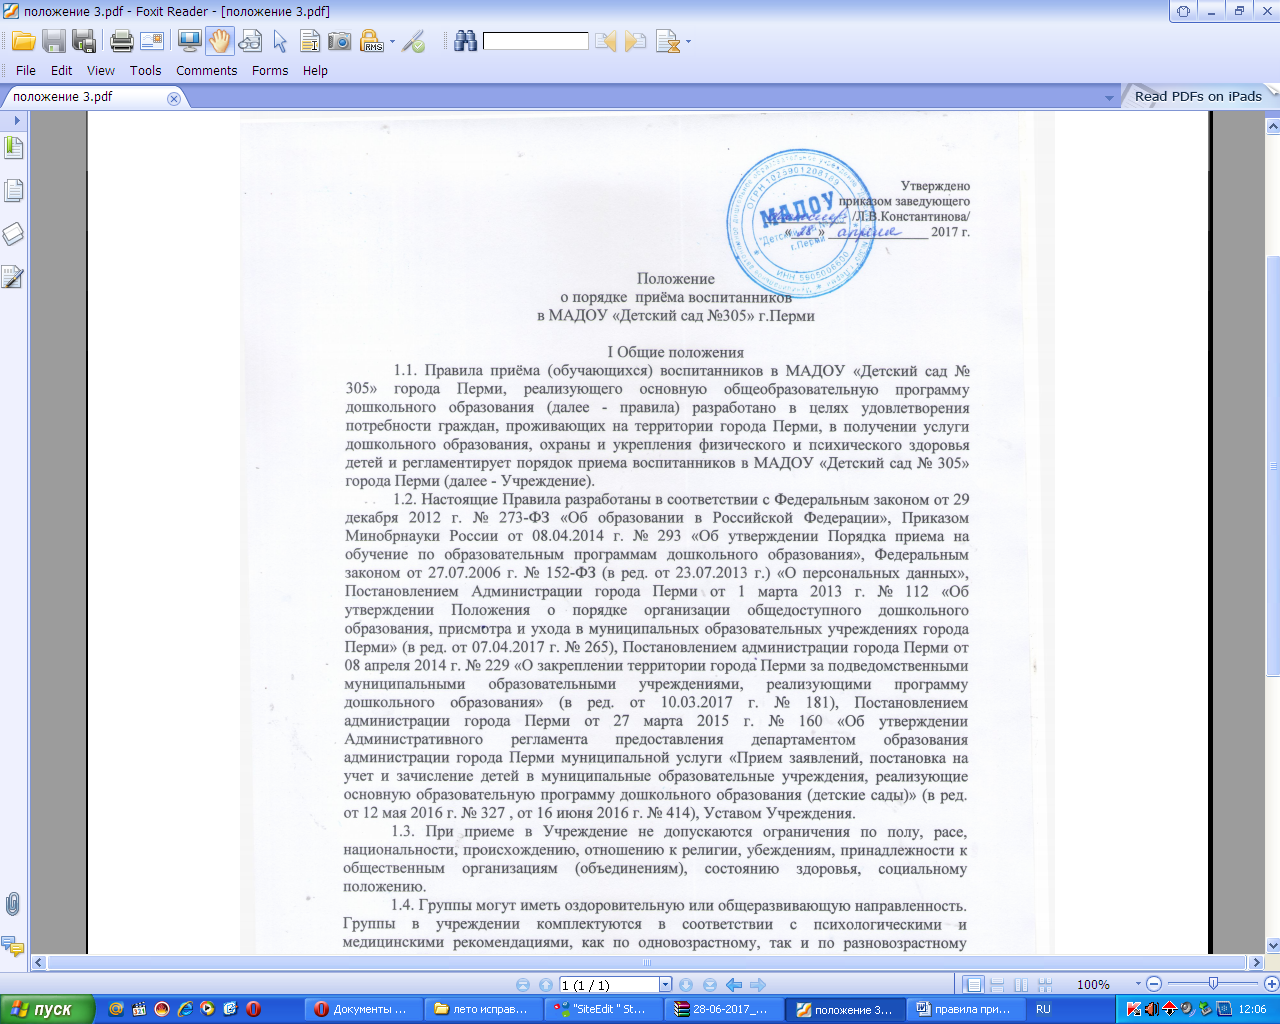 положение 3.pdf - Foxit Reader - [положение 3.pdf]
File Edit View Tools Comments Forms Help
положение 3.pdf
Read PDFs on iPads
Утверждено
приказом заведующего
/Л.В.Константинова/
«28» апреля 2017 г.
МАДОУ
г.Перми
Положение
о порядке приёма воспитанников
в МАДОУ «Детский сад №305» г.Перми
I Общие положения
1.1. Правила приёма (обучающихся) воспитанников в МАДОУ «Детский сад №
305» города Перми, реализующего основную общеобразовательную программу
дошкольного образования (далее - правила) разработано в целях удовлетворения
потребности граждан, проживающих на территории города Перми, в получении услуги
дошкольного образования, охраны и укрепления физического и психического здоровья
детей и регламентирует порядок приема воспитанников в МАДОУ «Детский сад № 305»
города Перми (далее - Учреждение).
1.2. Настоящие Правила разработаны в соответствии с Федеральным законом от 29
декабря 2012 г. № 273-ФЗ «Об образовании в Российской Федерации», Приказом
Минобрнауки России от 08.04.2014 г. № 293 «Об утверждении Порядка приема на
обучение по образовательным программам дошкольного образования», Федеральным
законом от 27.07.2006 г. № 152-ФЗ (в ред. от 23.07.2013 г.) «О персональных данных»,
Постановлением Администрации города Перми от 1 марта 2013 г. № 112 «Об
утверждении Положения о порядке организации общедоступного дошкольного
образования, присмотра и ухода в муниципальных образовательных учреждениях города
Перми» (в ред. от 07.04.2017 г. № 265), Постановлением администрации города Перми от
08 апреля 2014 г. № 229 «О закреплении территории города Перми за подведомственными
муниципальными образовательными учреждениями, реализующими программу
дошкольного образования» (в ред. от 10.03.2017 г. № 181), Постановлением
администрации города Перми от 27 марта 2015 г. № 160 «Об утверждении
Административного регламента предоставления департаментом образования
администрации города Перми муниципальной услуги «Прием заявлений, постановка на
учет и зачисление детей в муниципальные образовательные учреждения, реализующие
основную образовательную программу дошкольного образования (детские сады)» (в ред.
от 12 мая 2016 г. № 327 , от 16 июня 2016 г. № 414), Уставом Учреждения.
1.3. При приеме в Учреждение не допускаются ограничения по полу, расе,
национальности, происхождению, отношению к религии, убеждениям, принадлежности к
общественным организациям (объединениям), состоянию здоровья, социальному
положению.
1.4. Группы могут иметь оздоровительную или общеразвивающую направленность.
Группы в учреждении комплектуются в соответствии с психологическими и
медицинскими рекомендациями, как по одновозрастному, так и по разновозрастному
1 (1 / 1)
100%
пуск
Документы ...
лето исправ...
"SiteEdit " St...
28-06-2017_...
положение 3...
правила при...
RU
12:06